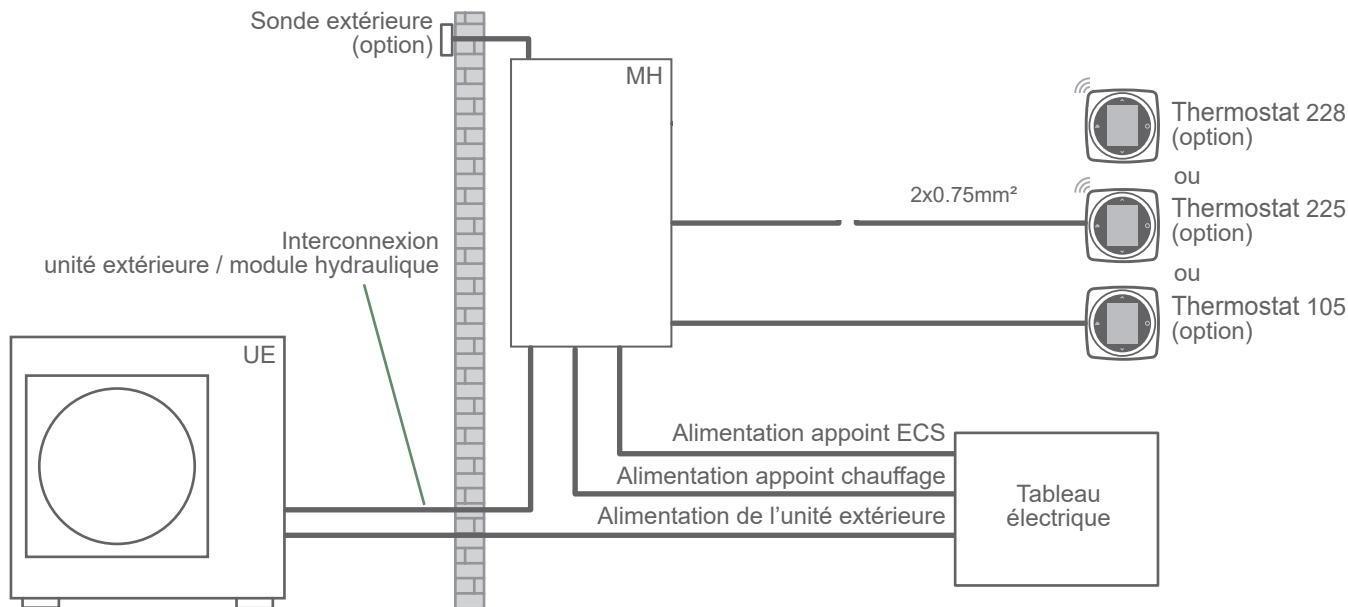 Sonde extérieure
(option)
MH
Thermostat 228
(option)
ou
2x0.75mm²
Thermostat 225
(option)
ou
Thermostat 105
(option)
Interconnexion
unité extérieure / module hydraulique
UE
Alimentation appoint ECS
Alimentation appoint chauffage
Alimentation de l’unité extérieure
Tableau
électrique